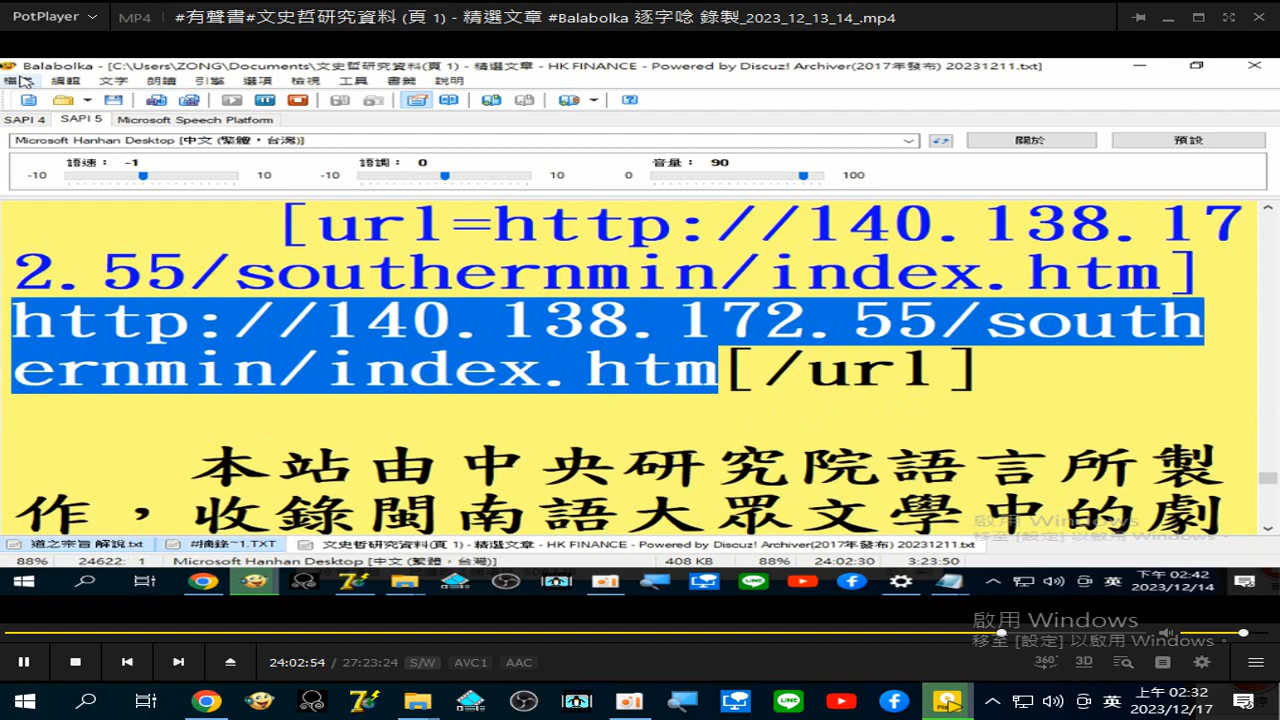 PotPlayer MP4 #有聲書#文史哲研究資料 (頁 1) - 精選文章 #Balabolka 逐字唸 錄製_2023_12_13_14_.mp4
Balabolka - [C:\Users\ZONG\Documents\文史哲研究資料(頁 1) - 精選文章 - HK FINANCE - Powered by Discuz! Archiver(2017年發布) 20231211.txt]
檔案 編輯 文字 朗讀 引擎 選項 檢視 工具 書籤 說明
SAPI 4 SAPI 5 Microsoft Speech Platform
Microsoft Hanhan Desktop [中文 (繁體，台灣)] 關於 預設
語速： -1 語調： 0 音量： 90
-10 10 -10 10 0 100
[url=http://140.138.17
2.55/southernmin/index.htm]
http://140.138.172.55/south
ernmin/index.htm[/url]
本站由中央研究院語言所製
作，收錄閩南語大眾文學中的劇
啟用 Windows
移至 [設定] 以啟用 Windows。
道之宗旨 解說.txt #摘錄~1.TXT 文史哲研究資料(頁 1) - 精選文章 - HK FINANCE - Powered by Discuz! Archiver(2017年發布) 20231211.txt
88% 24622: 1 Microsoft Hanhan Desktop [中文 (繁體，台灣)] 408 KB 88% 24:02:30 3:23:50
英 下午 02:42
2023/12/14
啟用 Windows
移至 [設定] 以啟用 Windows。
24:02:54 / 27:23:24 S/W AVC1 AAC 360° 3D
英 上午 02:32
2023/12/17